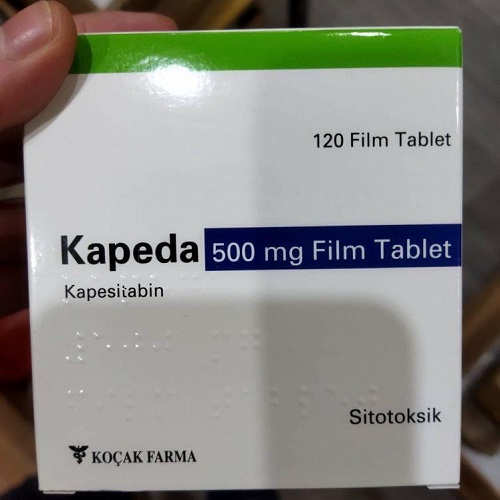 120 Film Tablet
Kapeda 500 mg Film Tablet
Kapesitabin
Sitotoksik
KOÇAK FARMA